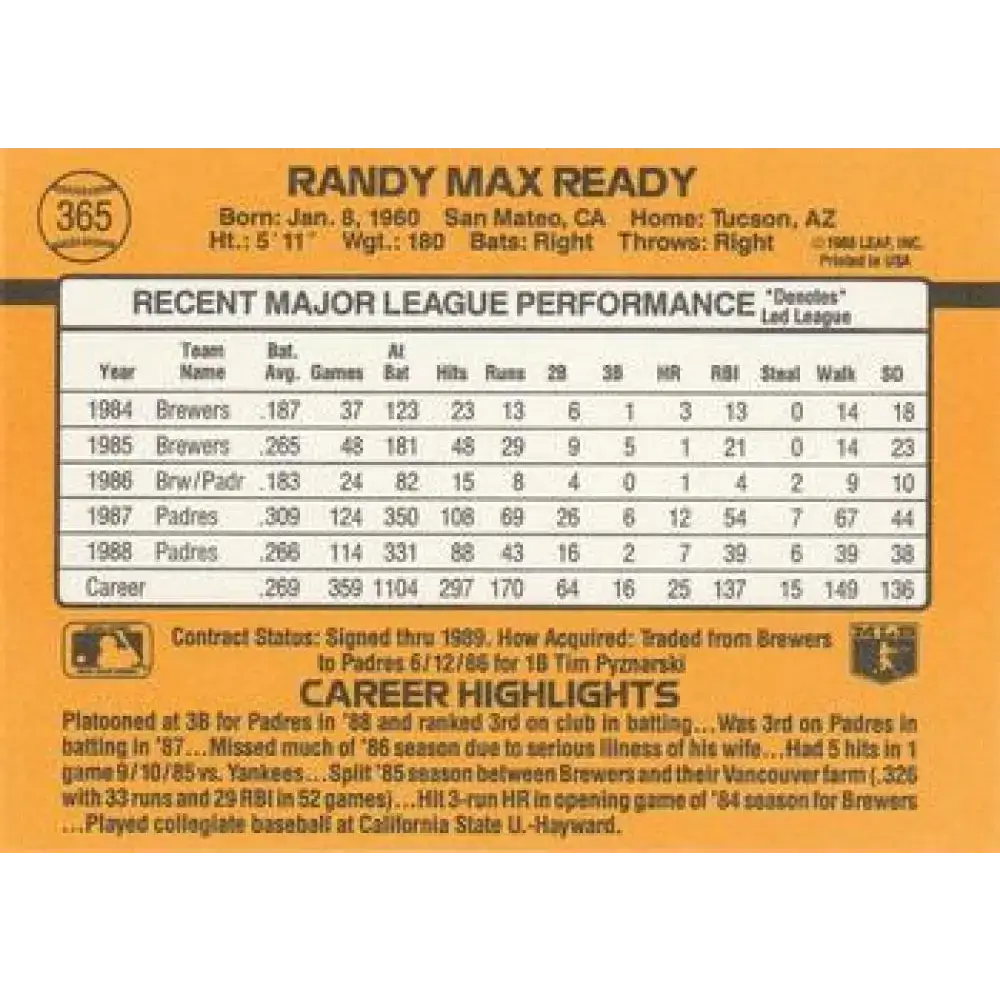 365
RANDY MAX READY
Born: Jan. 8, 1960 San Mateo, CA Home: Tucson, AZ
Ht.: 5' 11" Wgt.: 180 Bats: Right Throws: Right
© 1988 LEAF, INC.
Printed in USA
RECENT MAJOR LEAGUE PERFORMANCE *Denotes* Led League
Year Team Name Bat. Avg. Games At Bat Hits Runs 2B 3B HR RBI Steal Walk SO
1984 Brewers .187 37 123 23 13 6 1 3 13 0 14 18
1985 Brewers .265 48 181 48 29 9 5 1 21 0 14 23
1986 Brw/Padr .183 24 82 15 8 4 0 1 4 2 9 10
1987 Padres .309 124 350 108 69 26 6 12 54 7 67 44
1988 Padres .266 114 331 88 43 16 2 7 39 6 39 38
Career .269 359 1104 297 170 64 16 25 137 15 149 136
Contract Status: Signed thru 1989. How Acquired: Traded from Brewers
to Padres 6/12/86 for 1B Tim Pyznarski
CAREER HIGHLIGHTS
Platooned at 3B for Padres in '88 and ranked 3rd on club in batting...Was 3rd on Padres in
batting in '87...Missed much of '86 season due to serious illness of his wife...Had 5 hits in 1
game 9/10/85 vs. Yankees...Split '85 season between Brewers and their Vancouver farm (.326
with 33 runs and 29 RBI in 52 games)...Hit 3-run HR in opening game of '84 season for Brewers
...Played collegiate baseball at California State U.-Hayward.